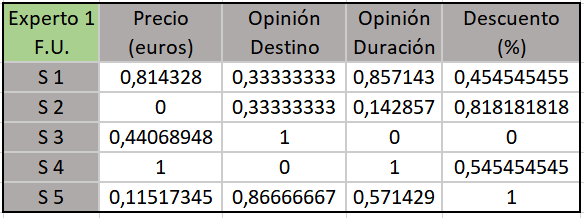 Experto 1 F.U. Precio (euros) Opinión Destino Opinión Duración Descuento (%)
S 1 0,814328 0,33333333 0,857143 0,454545455
S 2 0 0,33333333 0,142857 0,818181818
S 3 0,44068948 1 0 0
S 4 1 0 1 0,545454545
S 5 0,11517345 0,86666667 0,571429 1